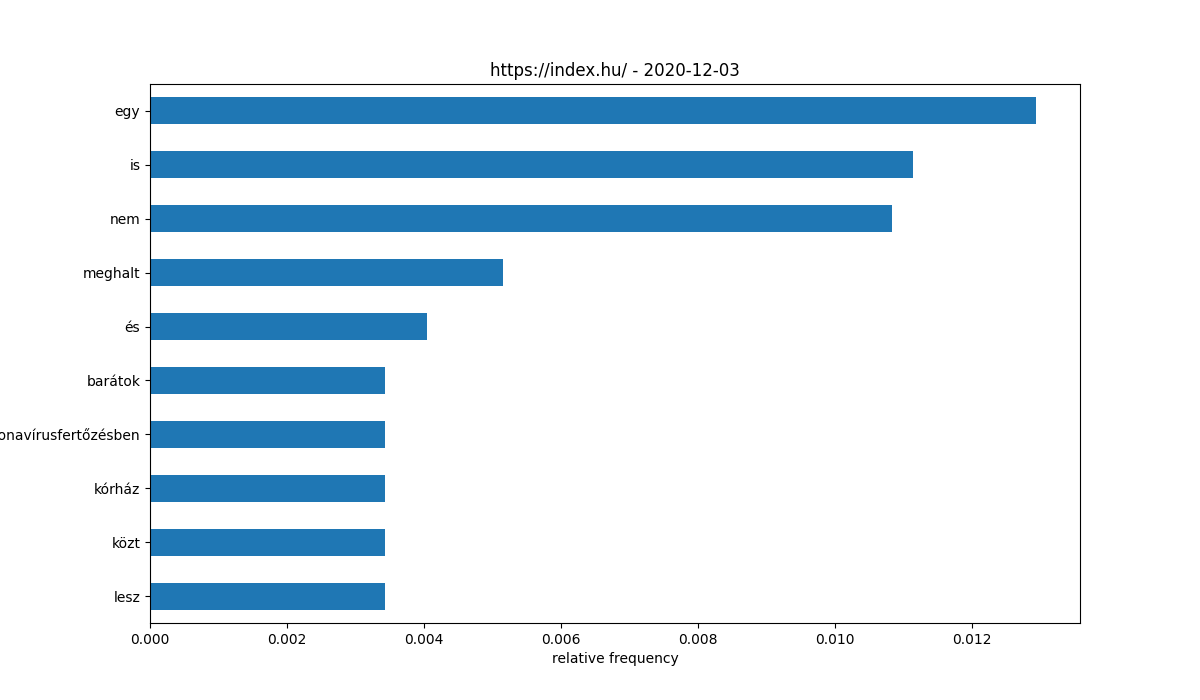 https://index.hu/ - 2020-12-03
egy
is
nem
meghalt
és
barátok
onavírusfertőzésben
kórház
közt
lesz
0.000 0.002 0.004 0.006 0.008 0.010 0.012
relative frequency